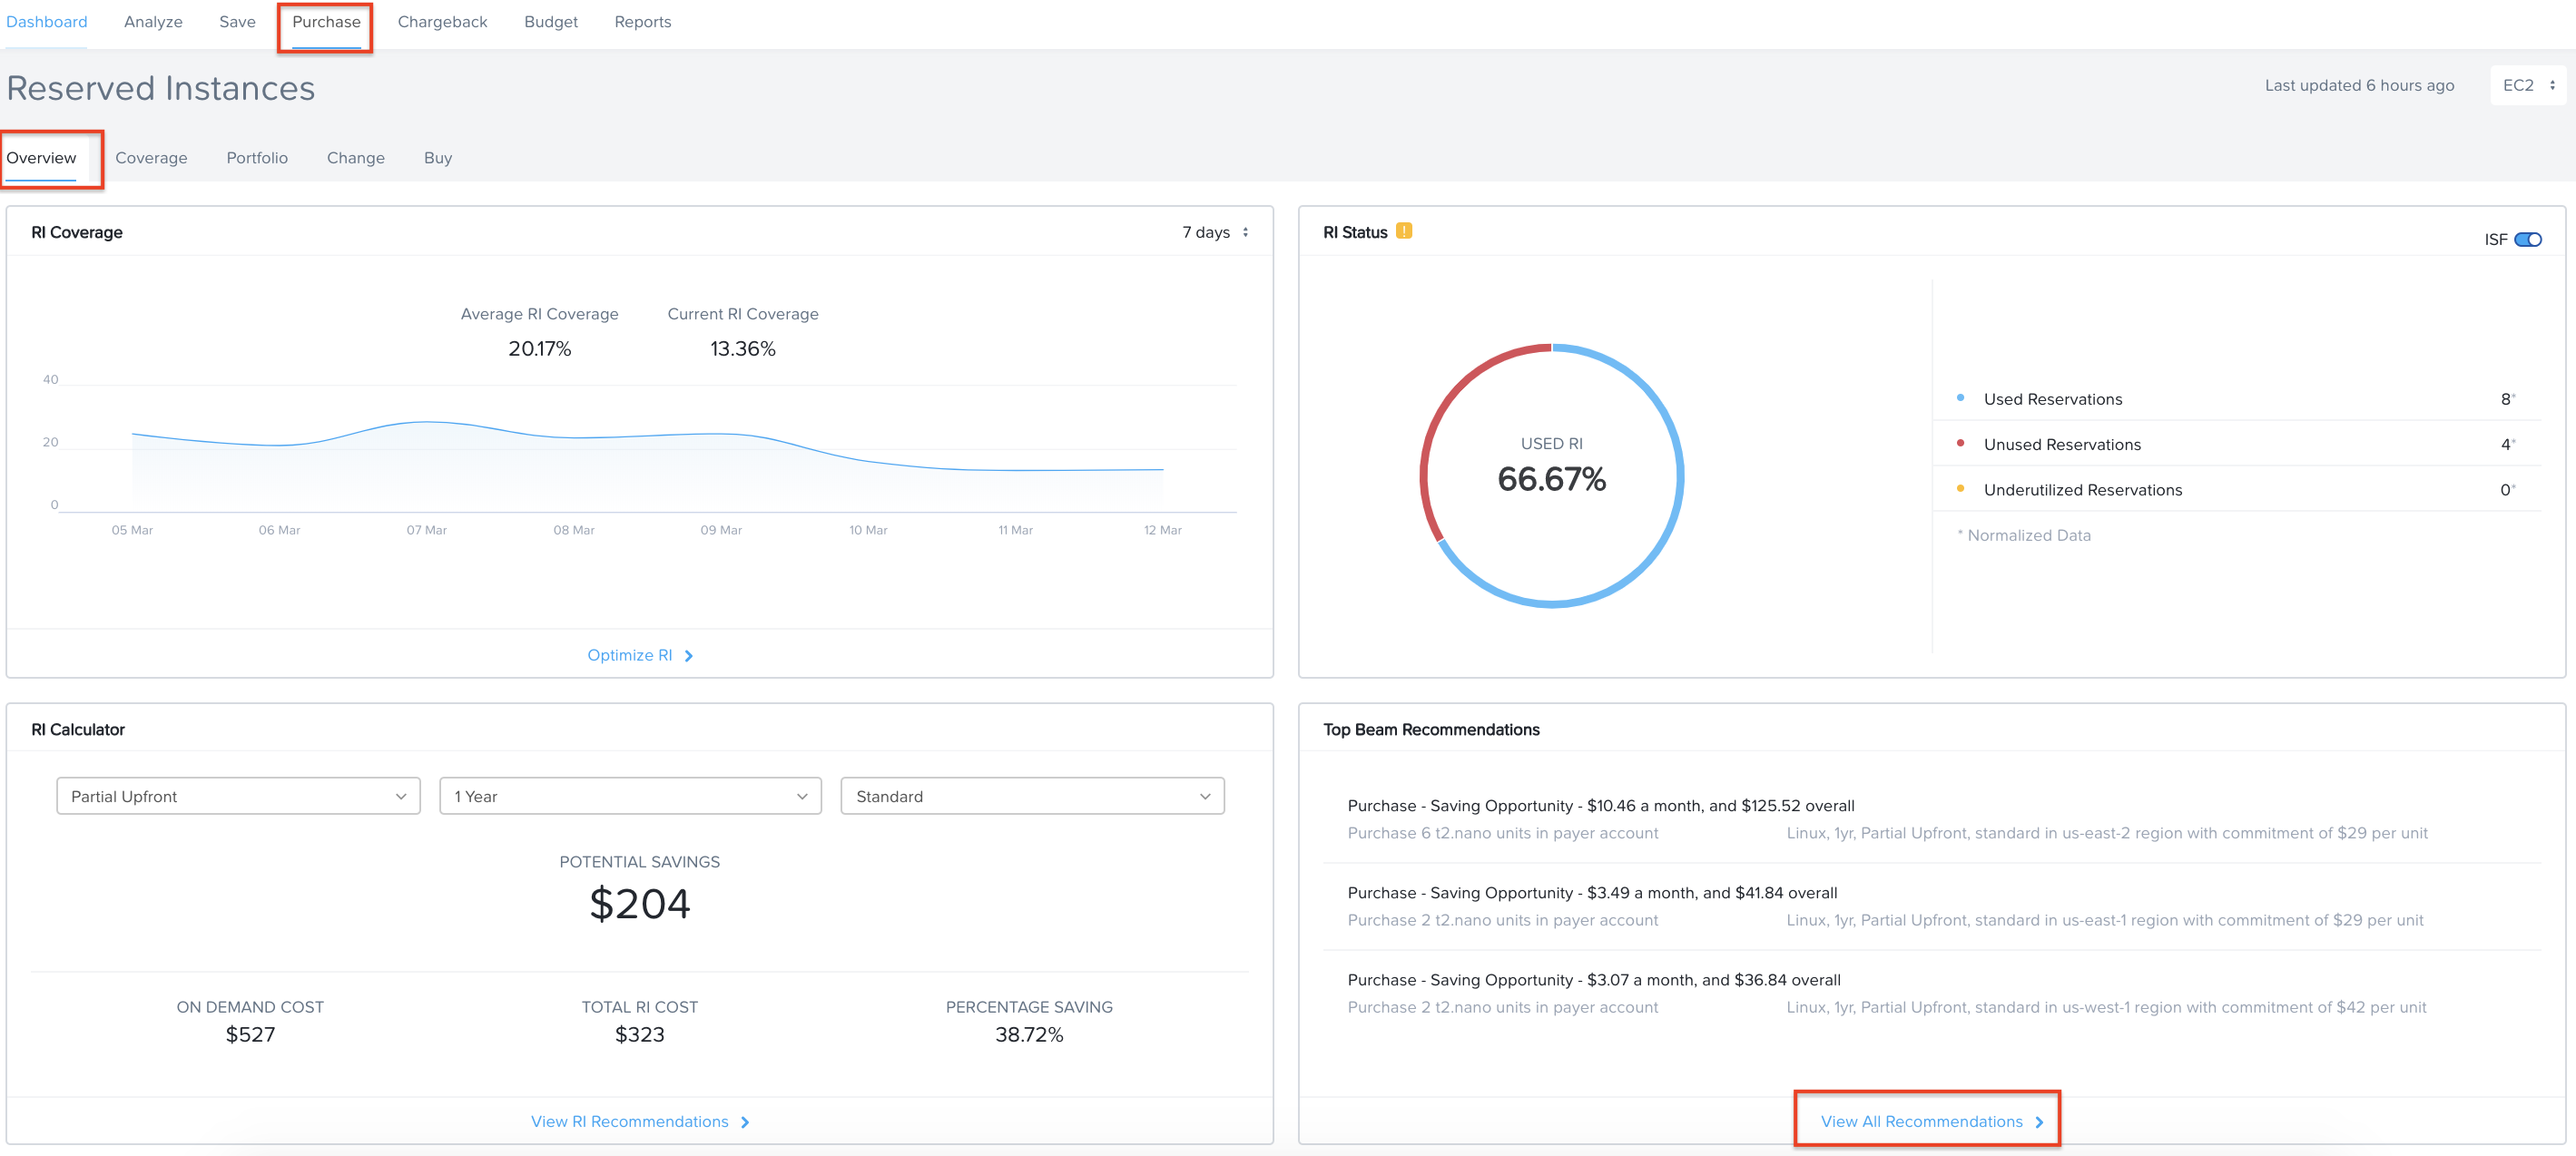 Dashboard Analyze Save Purchase Chargeback Budget Reports
Reserved Instances
Last updated 6 hours ago
EC2
Overview Coverage Portfolio Change Buy
RI Coverage
7 days
Average RI Coverage Current RI Coverage
20.17% 13.36%
40
20
0
05 Mar 06 Mar 07 Mar 08 Mar 09 Mar 10 Mar 11 Mar 12 Mar
Optimize RI
RI Status !
ISF
USED RI
66.67%
Used Reservations 8*
Unused Reservations 4*
Underutilized Reservations 0*
* Normalized Data
RI Calculator
Partial Upfront 1 Year Standard
POTENTIAL SAVINGS
$204
ON DEMAND COST TOTAL RI COST PERCENTAGE SAVING
$527 $323 38.72%
View RI Recommendations
Top Beam Recommendations
Purchase - Saving Opportunity - $10.46 a month, and $125.52 overall
Purchase 6 t2.nano units in payer account Linux, 1yr, Partial Upfront, standard in us-east-2 region with commitment of $29 per unit
Purchase - Saving Opportunity - $3.49 a month, and $41.84 overall
Purchase 2 t2.nano units in payer account Linux, 1yr, Partial Upfront, standard in us-east-1 region with commitment of $29 per unit
Purchase - Saving Opportunity - $3.07 a month, and $36.84 overall
Purchase 2 t2.nano units in payer account Linux, 1yr, Partial Upfront, standard in us-west-1 region with commitment of $42 per unit
View All Recommendations